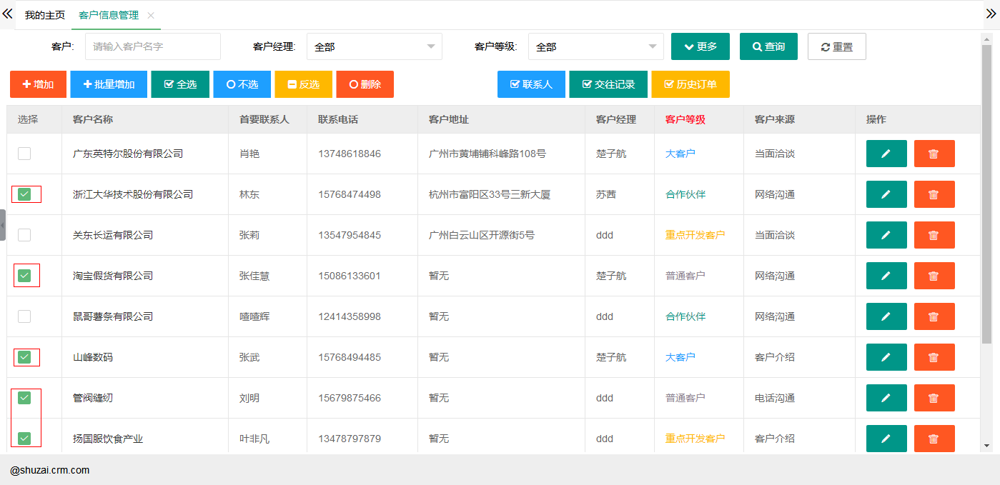 我的主页 客户信息管理
客户: 请输入客户名字 客户经理: 全部 客户等级: 全部 更多 查询 重置
增加 批量增加 全选 不选 反选 删除 联系人 交往记录 历史订单
选择 客户名称 首要联系人 联系电话 客户地址 客户经理 客户等级 客户来源 操作
广东英特尔股份有限公司 肖艳 13748618846 广州市黄埔铺科峰路108号 楚子航 大客户 当面洽谈
浙江大华技术股份有限公司 林东 15768474498 杭州市富阳区33号三新大厦 苏茜 合作伙伴 网络沟通
关东长运有限公司 张莉 13547954845 广州白云山区开源街5号 ddd 重点开发客户 当面洽谈
淘宝假货有限公司 张佳慧 15086133601 暂无 楚子航 普通客户 网络沟通
鼠哥薯条有限公司 喳喳辉 12414358998 暂无 ddd 合作伙伴 网络沟通
山峰数码 张武 15768494485 暂无 楚子航 大客户 客户介绍
管阀缝纫 刘明 15679875466 暂无 ddd 普通客户 电话沟通
扬国服饮食产业 叶非凡 13478797879 暂无 ddd 重点开发客户 客户介绍
@shuzai.crm.com